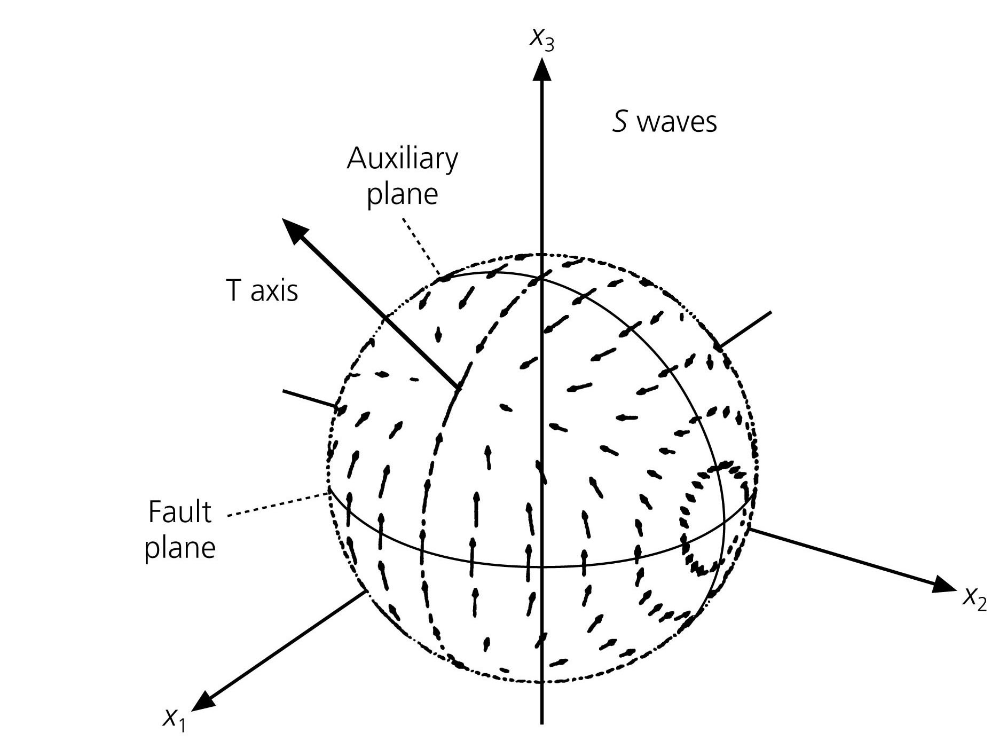 x3
S waves
Auxiliary
plane
T axis
Fault
plane
x2
x1